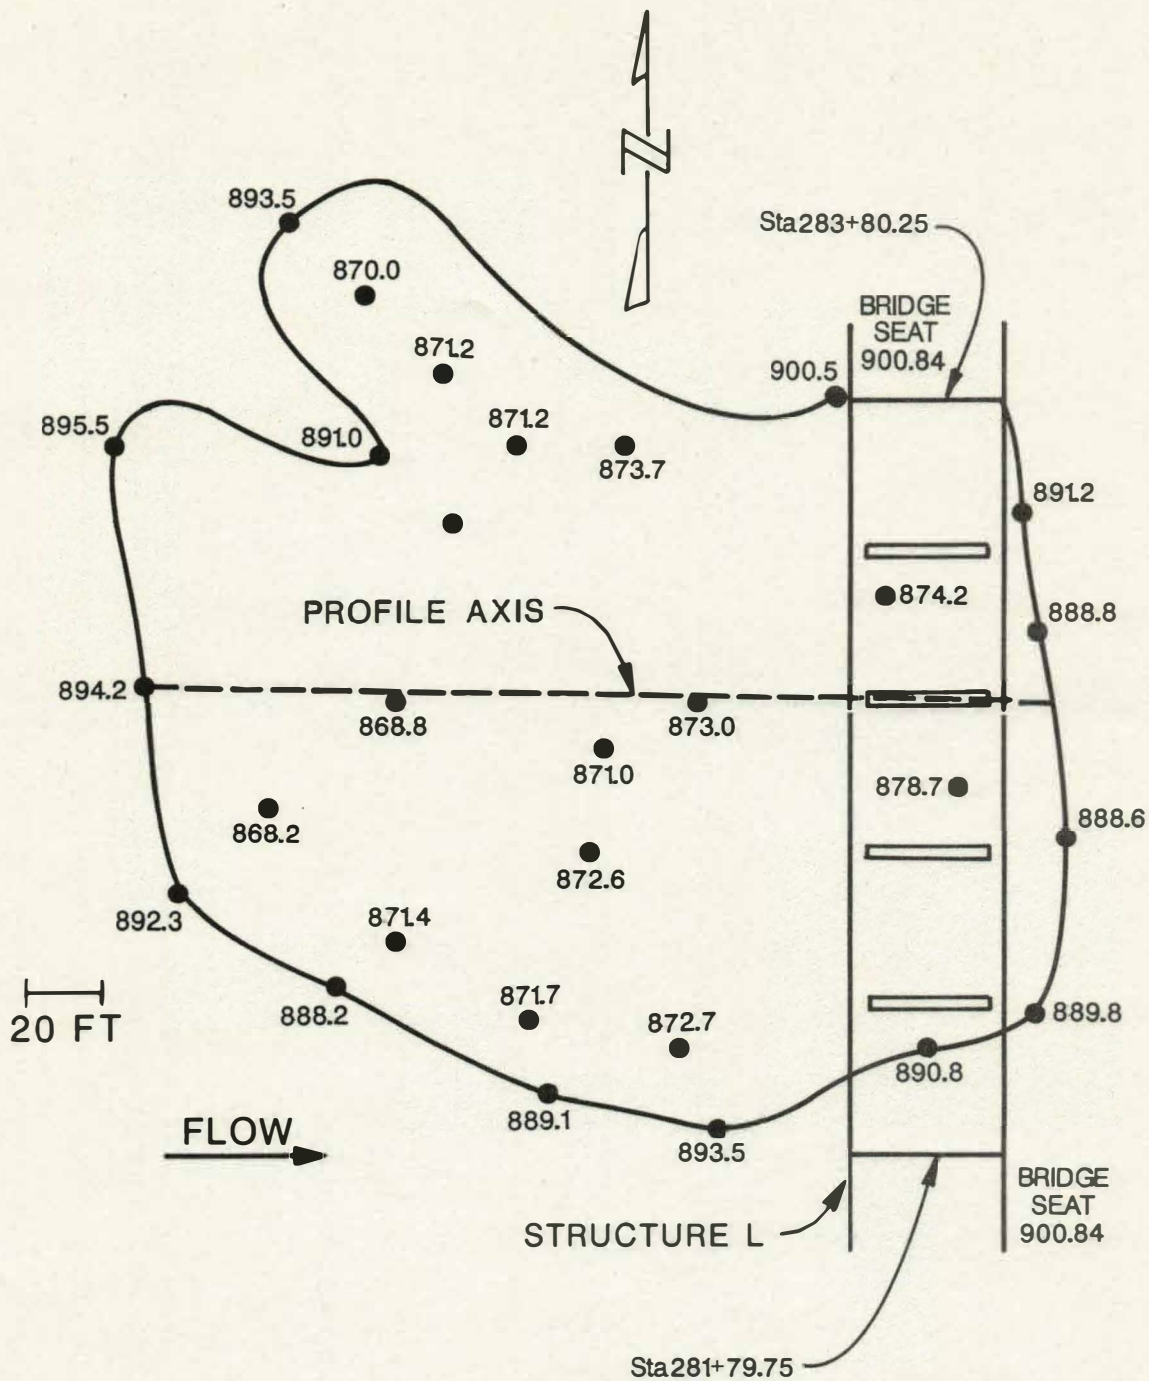 N
893.5
Sta283+80.25
870.0
BRIDGE
SEAT
900.84
871.2
900.5
895.5
891.0
871.2
873.7
891.2
PROFILE AXIS
874.2
888.8
894.2
868.8
873.0
871.0
878.7
868.2
888.6
872.6
892.3
871.4
20 FT
888.2
871.7
872.7
889.8
890.8
FLOW
889.1
893.5
BRIDGE
SEAT
900.84
STRUCTURE L
Sta281+79.75